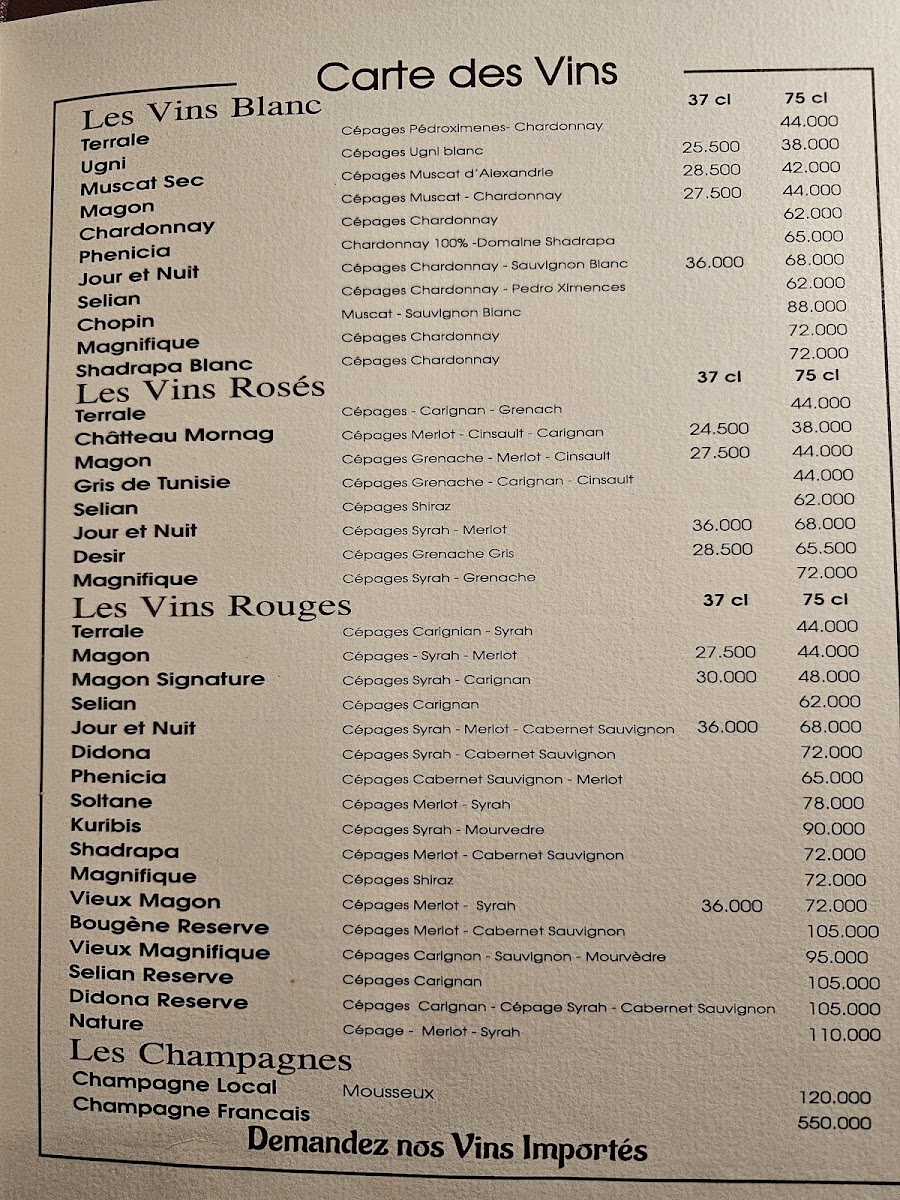 Carte des Vins
Les Vins Blanc 37 cl 75 cl
Terrale Cépages Pédroximenes- Chardonnay 44.000
Ugni Cépages Ugni blanc 25.500 38.000
Muscat Sec Cépages Muscat d'Alexandrie 28.500 42.000
Magon Cépages Muscat - Chardonnay 27.500 44.000
Chardonnay Cépages Chardonnay 62.000
Phenicia Chardonnay 100% -Domaine Shadrapa 65.000
Jour et Nuit Cépages Chardonnay - Sauvignon Blanc 36.000 68.000
Selian Cépages Chardonnay - Pedro Ximences 62.000
Chopin Muscat - Sauvignon Blanc 88.000
Magnifique Cépages Chardonnay 72.000
Shadrapa Blanc Cépages Chardonnay 72.000
Les Vins Rosés 37 cl 75 cl
Terrale Cépages - Carignan - Grenach 44.000
Châtteau Mornag Cépages Merlot - Cinsault - Carignan 24.500 38.000
Magon Cépages Grenache - Merlot - Cinsault 27.500 44.000
Gris de Tunisie Cépages Grenache - Carignan - Cinsault 44.000
Selian Cépages Shiraz 62.000
Jour et Nuit Cépages Syrah - Merlot 36.000 68.000
Desir Cépages Grenache Gris 28.500 65.500
Magnifique Cépages Syrah - Grenache 72.000
Les Vins Rouges 37 cl 75 cl
Terrale Cépages Carignian - Syrah 44.000
Magon Cépages - Syrah - Merlot 27.500 44.000
Magon Signature Cépages Syrah - Carignan 30.000 48.000
Selian Cépages Carignan 62.000
Jour et Nuit Cépages Syrah - Merlot - Cabernet Sauvignon 36.000 68.000
Didona Cépages Syrah - Cabernet Sauvignon 72.000
Phenicia Cépages Cabernet Sauvignon - Merlot 65.000
Soltane Cépages Merlot - Syrah 78.000
Kuribis Cépages Syrah - Mourvedre 90.000
Shadrapa Cépages Merlot - Cabernet Sauvignon 72.000
Magnifique Cépages Shiraz 72.000
Vieux Magon Cépages Merlot - Syrah 36.000 72.000
Bougène Reserve Cépages Merlot - Cabernet Sauvignon 105.000
Vieux Magnifique Cépages Carignon - Sauvignon - Mourvèdre 95.000
Selian Reserve Cépages Carignan 105.000
Didona Reserve Cépages Carignan - Cépage Syrah - Cabernet Sauvignon 105.000
Nature Cépage - Merlot - Syrah 110.000
Les Champagnes
Champagne Local Mousseux 120.000
Champagne Francais 550.000
Demandez nos Vins Importés